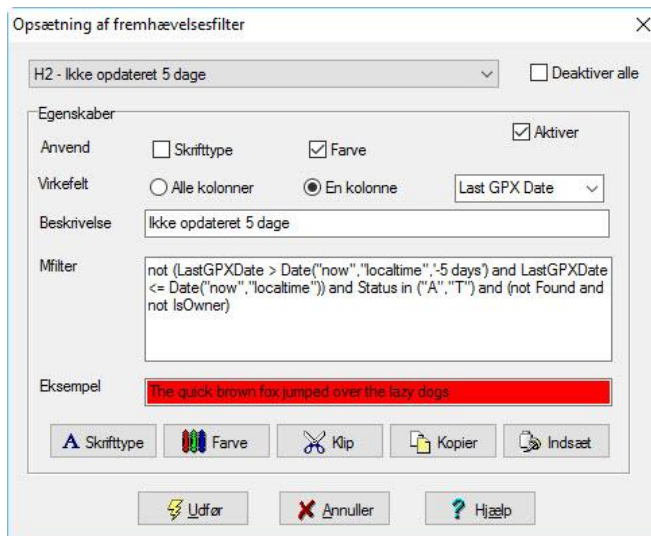 Opsætning af fremhævelsesfilter
H2 - Ikke opdateret 5 dage
Deaktiver alle
Egenskaber
Aktiver
Anvend Skrifttype Farve
Virkefelt Alle kolonner En kolonne Last GPX Date
Beskrivelse Ikke opdateret 5 dage
Mfilter not (LastGPXDate > Date("now","localtime",'-5 days') and LastGPXDate
<= Date("now","localtime")) and Status in ("A","T") and (not Found and
not IsOwner)
Eksempel The quick brown fox jumped over the lazy dogs
A Skrifttype Farve Klip Kopier Indsæt
Udfør Annuller ? Hjælp